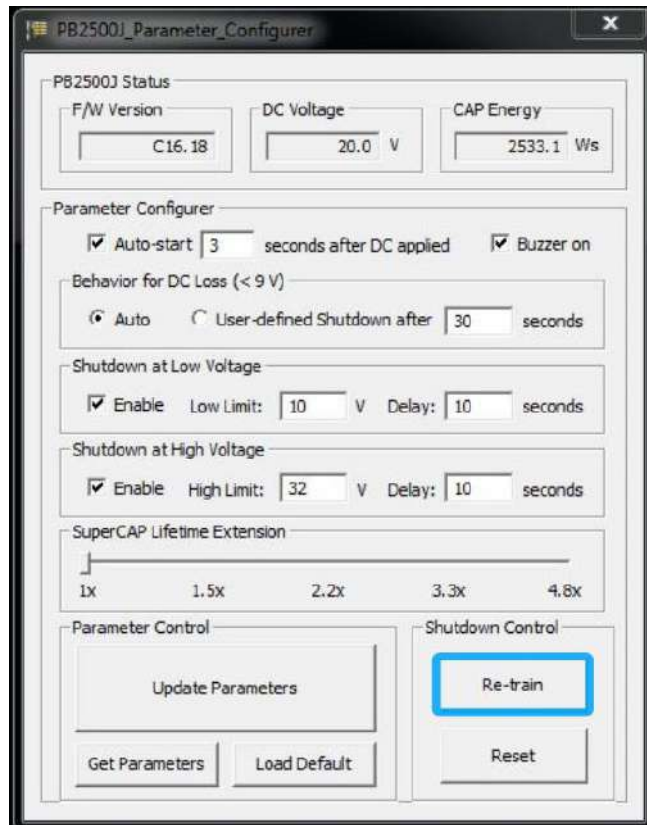 PB2500J_Parameter_Configurer
PB2500J Status
F/W Version DC Voltage CAP Energy
C16.18 20.0 V 2533.1 Ws
Parameter Configurer
Auto-start 3 seconds after DC applied Buzzer on
Behavior for DC Loss (< 9 V)
Auto User-defined Shutdown after 30 seconds
Shutdown at Low Voltage
Enable Low Limit: 10 V Delay: 10 seconds
Shutdown at High Voltage
Enable High Limit: 32 V Delay: 10 seconds
SuperCAP Lifetime Extension
1x 1.5x 2.2x 3.3x 4.8x
Parameter Control Shutdown Control
Update Parameters Re-train
Get Parameters Load Default Reset